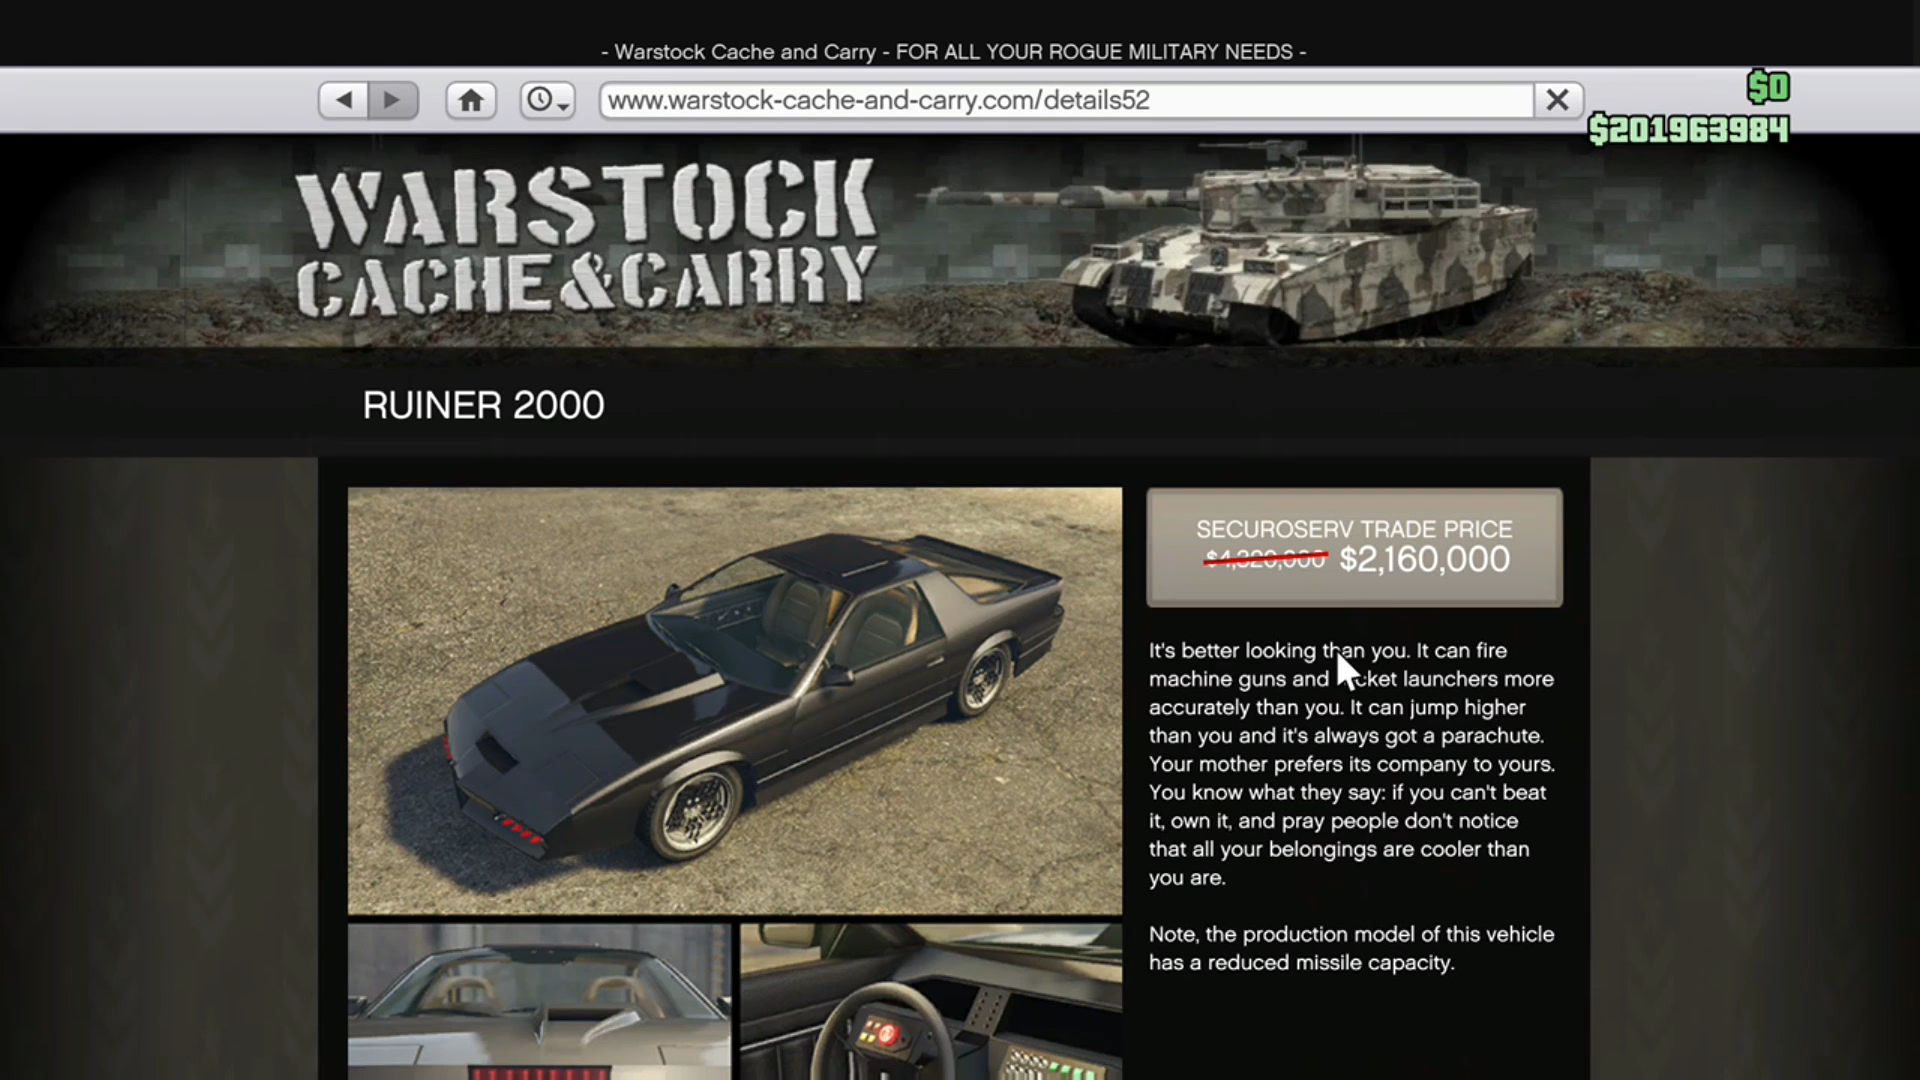 - Warstock Cache and Carry - FOR ALL YOUR ROGUE MILITARY NEEDS -
www.warstock-cache-and-carry.com/details52
$0
$201963984
WARSTOCK
CACHE&CARRY
RUINER 2000
SECUROSERV TRADE PRICE
$4,320,000 $2,160,000
It's better looking than you. It can fire
machine guns and rocket launchers more
accurately than you. It can jump higher
than you and it's always got a parachute.
Your mother prefers its company to yours.
You know what they say: if you can't beat
it, own it, and pray people don't notice
that all your belongings are cooler than
you are.
Note, the production model of this vehicle
has a reduced missile capacity.